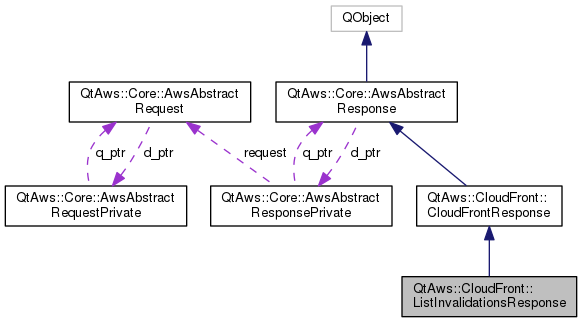 QObject
QtAws::Core::AwsAbstract
Request
QtAws::Core::AwsAbstract
Response
q_ptr
d_ptr
request
q_ptr
d_ptr
QtAws::Core::AwsAbstract
RequestPrivate
QtAws::Core::AwsAbstract
ResponsePrivate
QtAws::CloudFront::
CloudFrontResponse
QtAws::CloudFront::
ListInvalidationsResponse